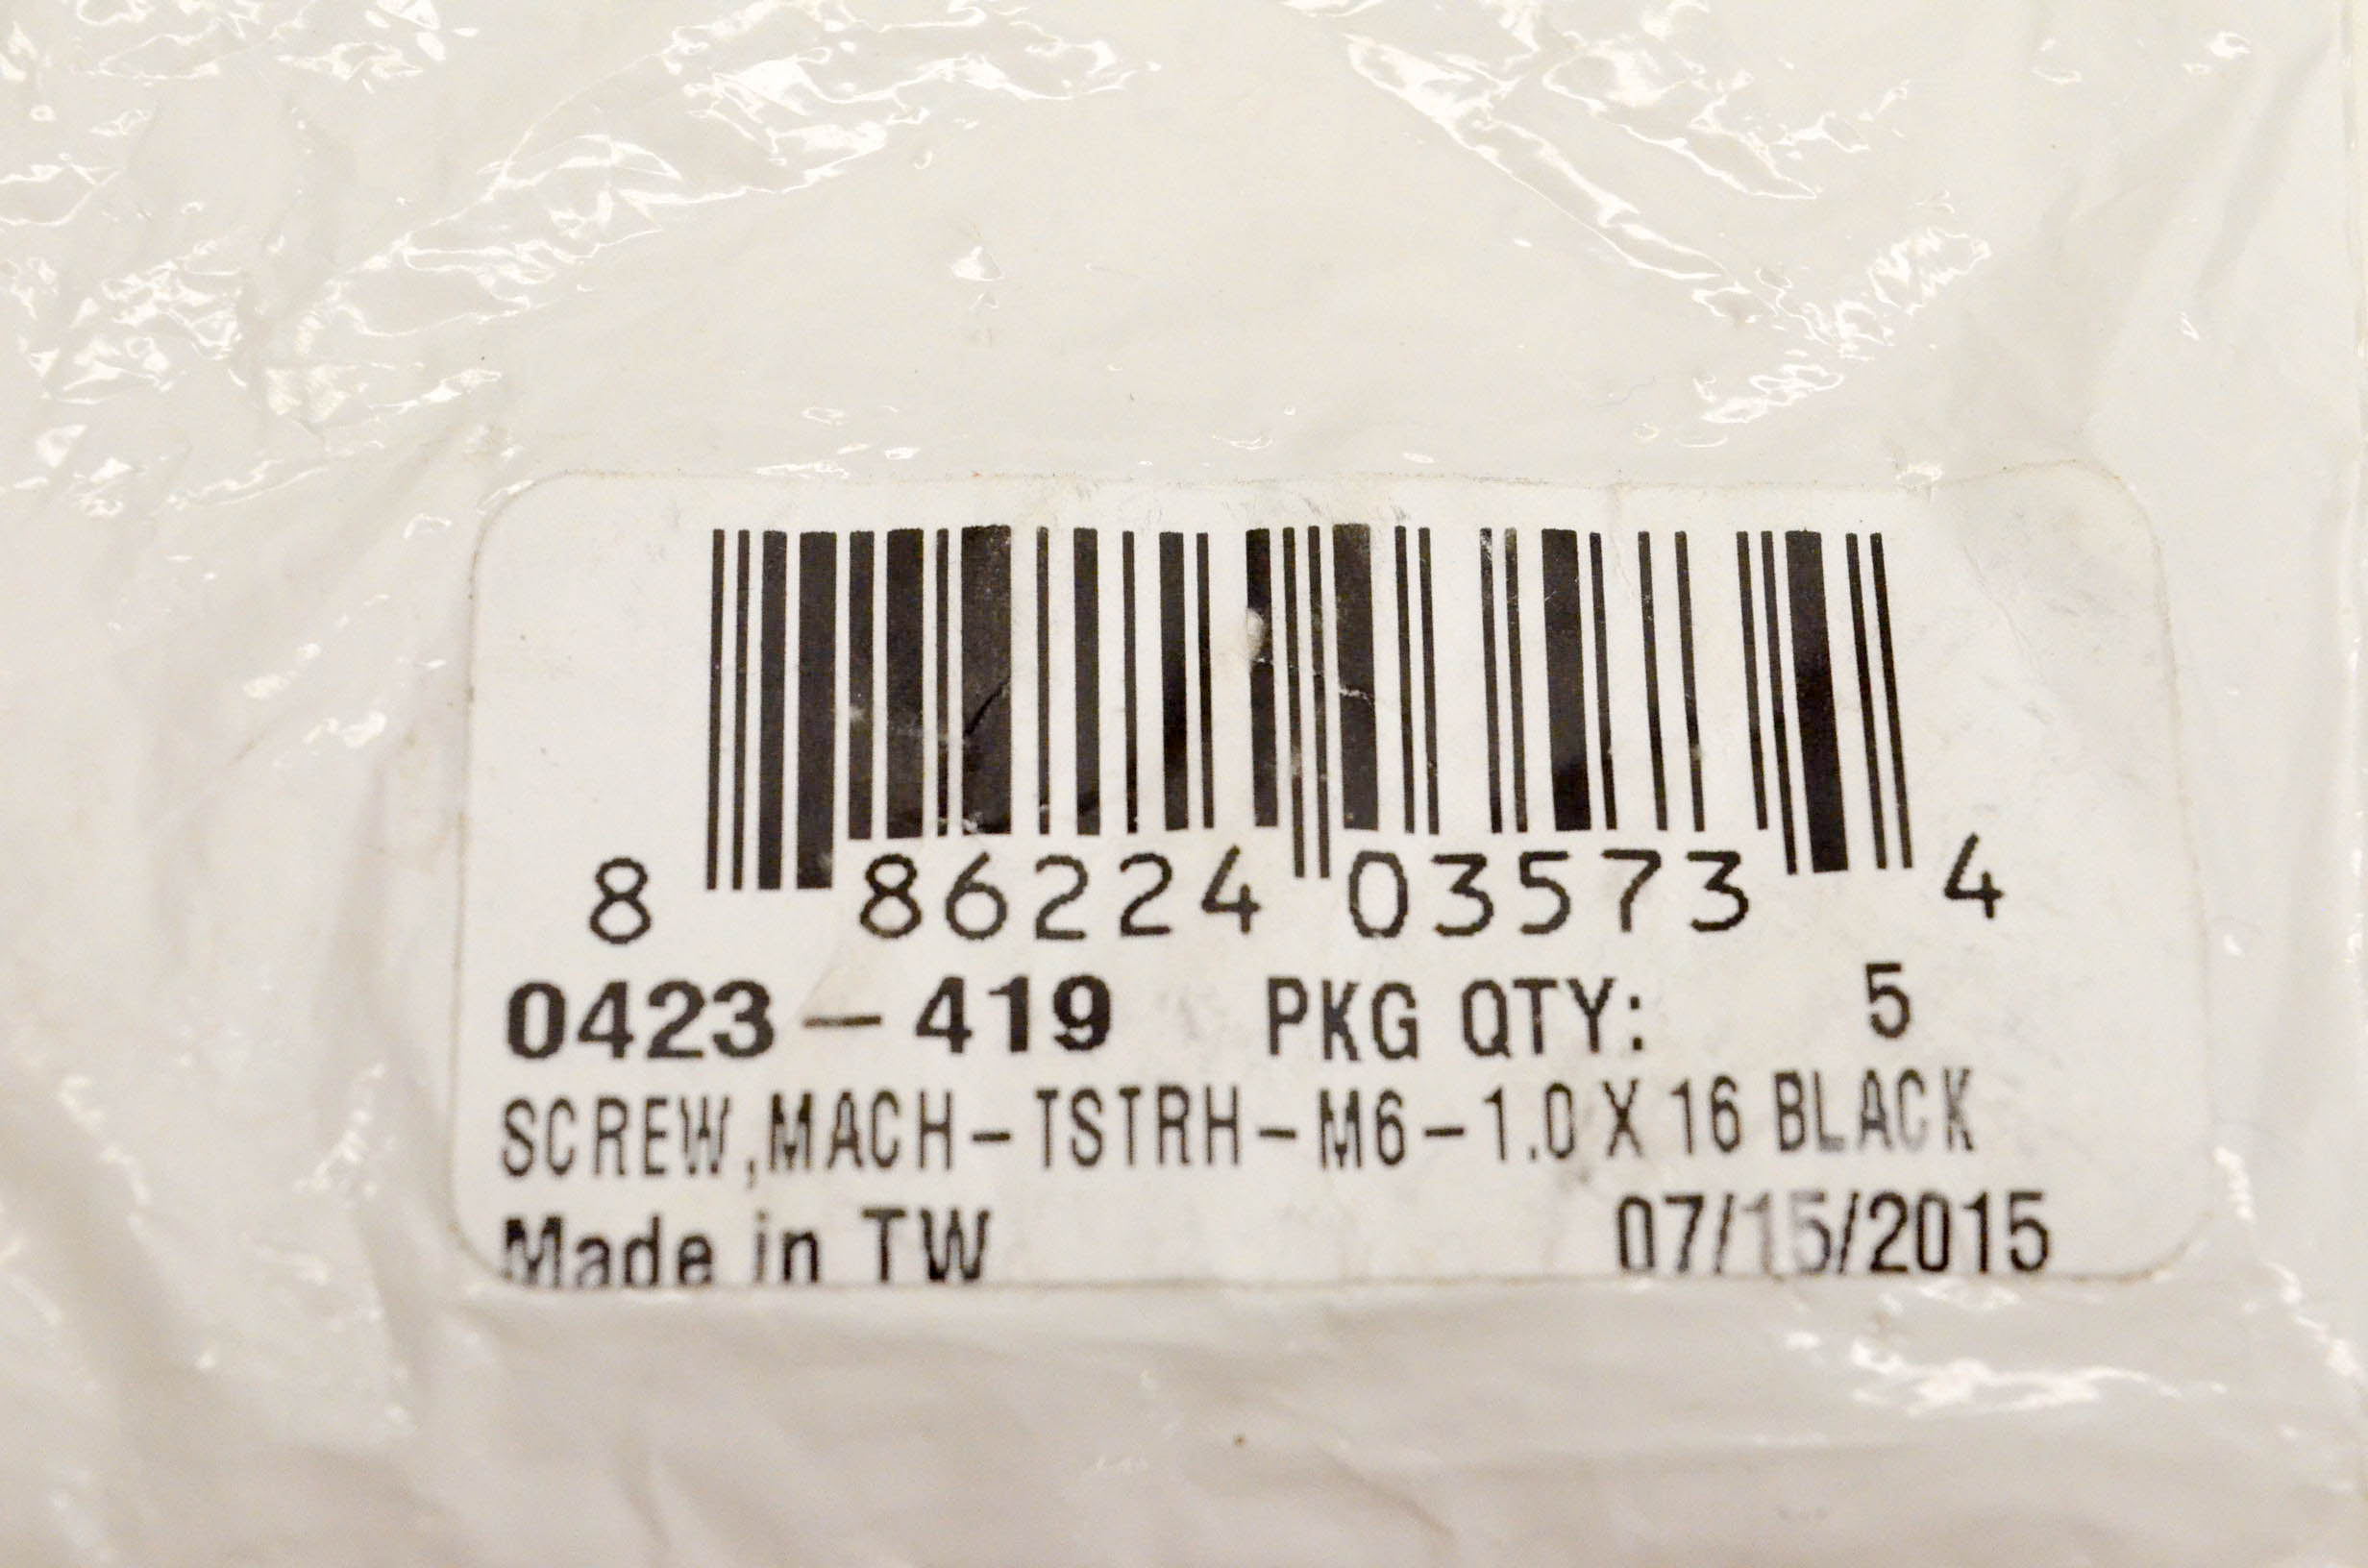 8 86224 03573 4
0423-419 PKG QTY: 5
SCREW,MACH-TSTRH-M6-1.0 X 16 BLACK
Made in TW 07/15/2015